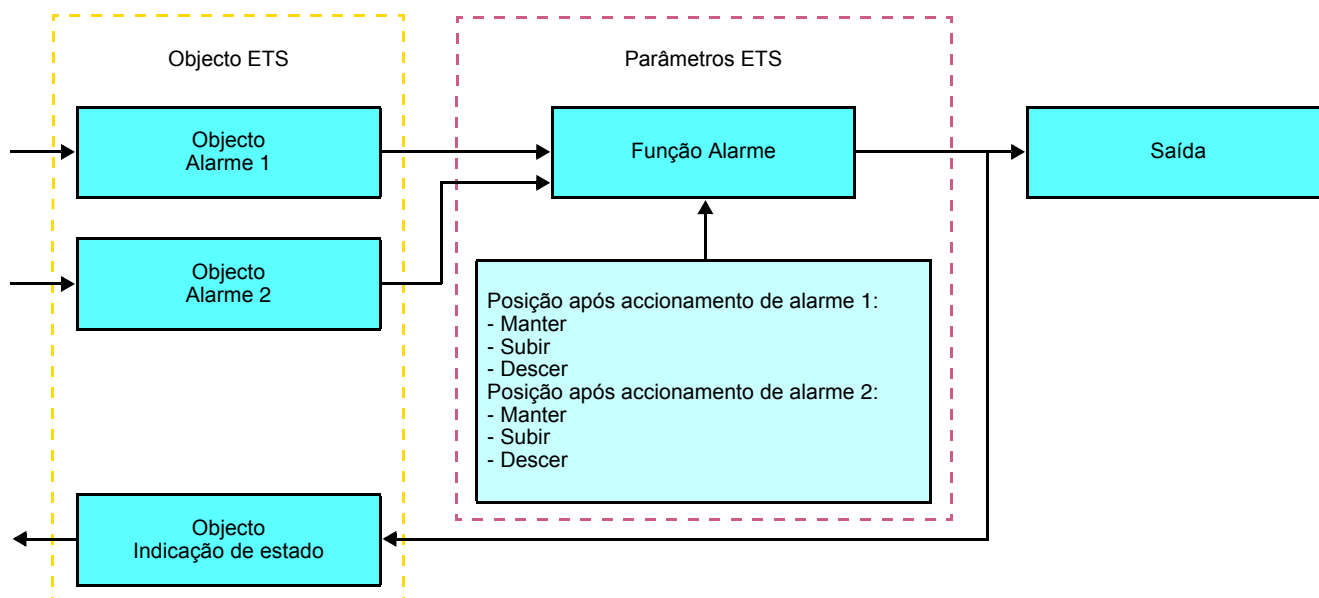 Objecto ETS
Parâmetros ETS
Objecto
Alarme 1
Função Alarme
Saída
Objecto
Alarme 2
Posição após accionamento de alarme 1:
- Manter
- Subir
- Descer
Posição após accionamento de alarme 2:
- Manter
- Subir
- Descer
Objecto
Indicação de estado